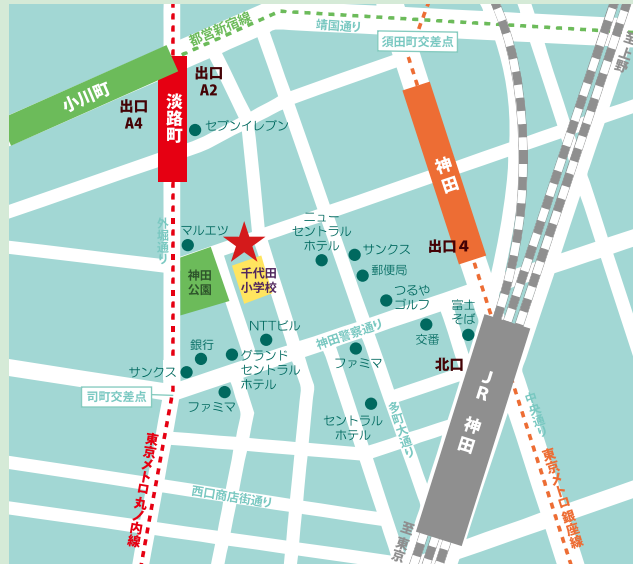 都営新宿線
靖国通り
須田町交差点
至上野
小川町
出口
A2
出口
A4
淡路町
セブンイレブン
神田
外堀通り
マルエツ
ニュー
セントラル
ホテル
サンクス
出口4
神田
公園
千代田
小学校
郵便局
つるや
ゴルフ
富士
そば
NTTビル
神田警察通り
交番
銀行
グランド
セントラル
ホテル
サンクス
ファミマ
北口
JR 神田
司町交差点
ファミマ
セントラル
ホテル
多町大通り
中央通り
東京メトロ 丸ノ内線
西口商店街通り
東京メトロ 銀座線
至東京